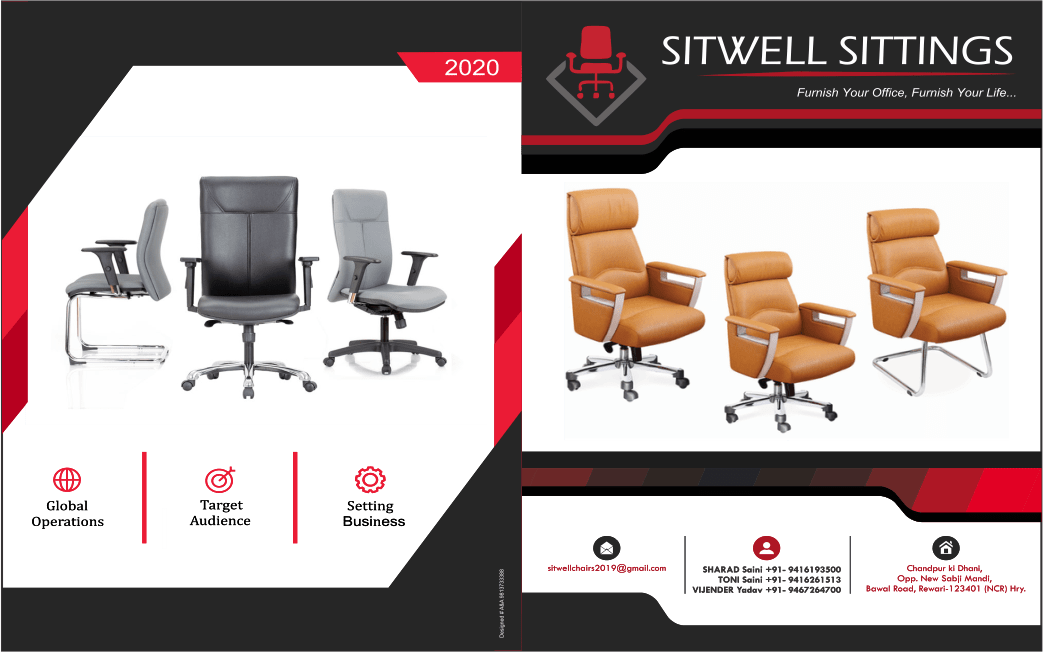 2020
Global
Operations
Target
Audience
Setting
Business
Designed # A&A 9813773388
SITWELL SITTINGS
Furnish Your Office, Furnish Your Life...
sitwellchairs2019@gmail.com
SHARAD Saini +91- 9416193500
TONI Saini +91- 9416261513
VIJENDER Yadav +91- 9467264700
Chandpur ki Dhani,
Opp. New Sabji Mandi,
Bawal Road, Rewari-123401 (NCR) Hry.